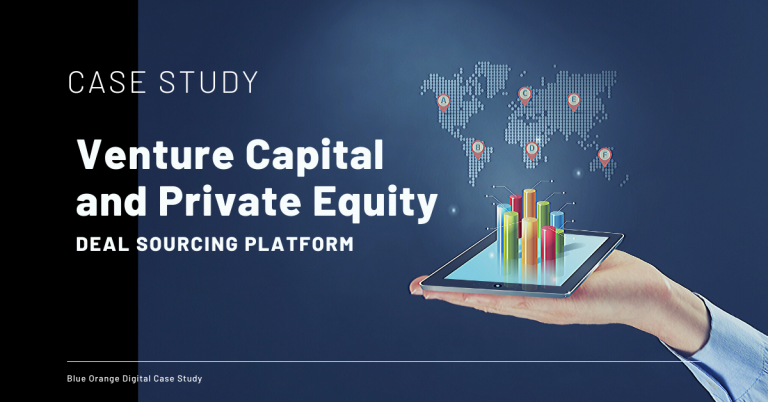 CASE STUDY
Venture Capital
and Private Equity
DEAL SOURCING PLATFORM
A
C
E
B
D
F
Blue Orange Digital Case Study